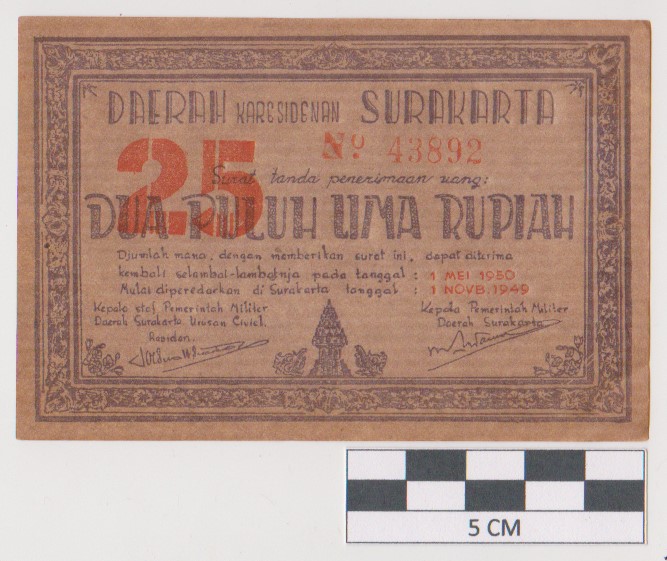 DAERAH KARESIDENAN SURAKARTA
25
No 43892
Surat tanda penerimaan uang:
DUA PULUH LIMA RUPIAH
Djumlah mana, dengan memberikan surat ini, dapat diterima
kembali selambat-lambatnja pada tanggal : 1 MEI 1950
Mulai diperedarkan di Surakarta tanggal : 1 NOVB.1949
Kepala staf Pemerintah Militer
Daerah Surakarta. Urusan Civiel.
Residen.
Kepala Pemerintah Militer
Daerah Surakarta
5 CM